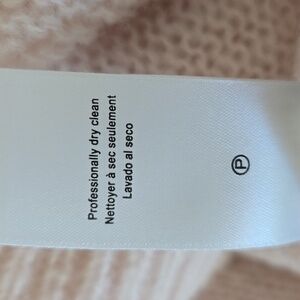 Professionally dry clean
Nettoyer à sec seulement
Lavado al seco
P